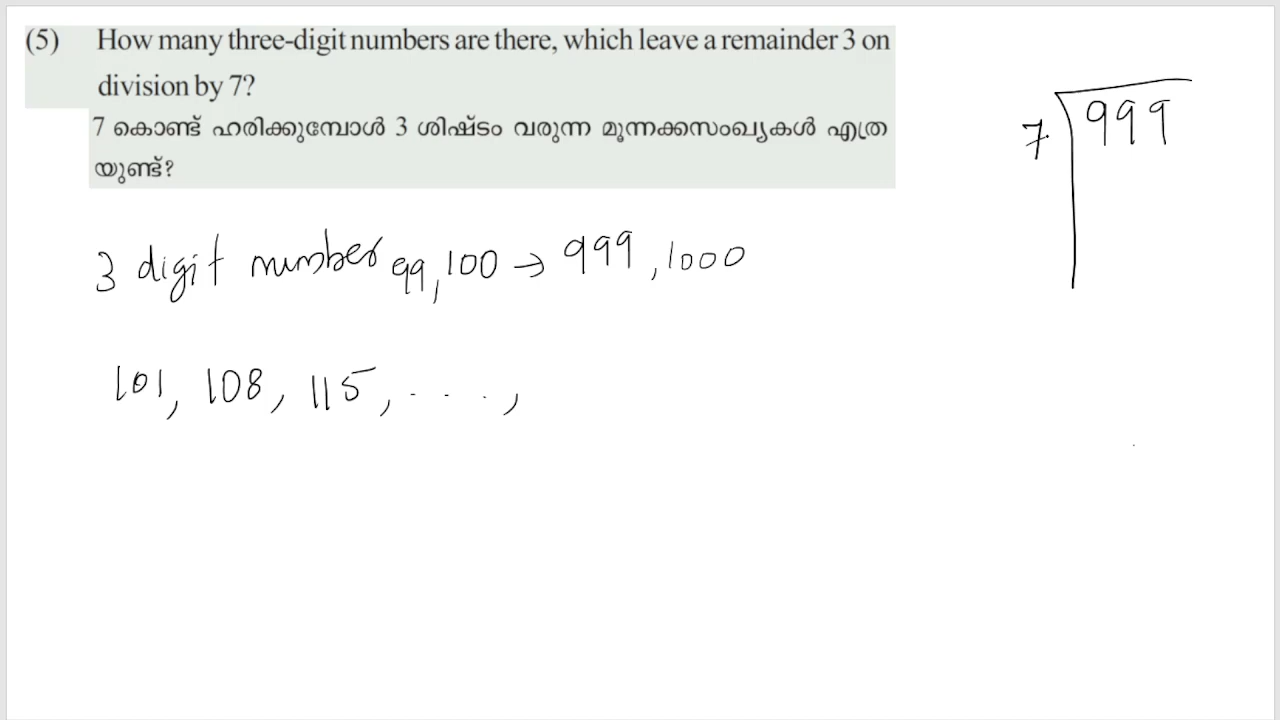 (5) How many three-digit numbers are there, which leave a remainder 3 on
division by 7?
7 കൊണ്ട് ഹരിക്കുമ്പോൾ 3 ശിഷ്ടം വരുന്ന മൂന്നക്കസംഖ്യകൾ എത്ര
യുണ്ട്?
7 999
3 digit number 99, 100 → 999, 1000
101, 108, 115, . . . . ,